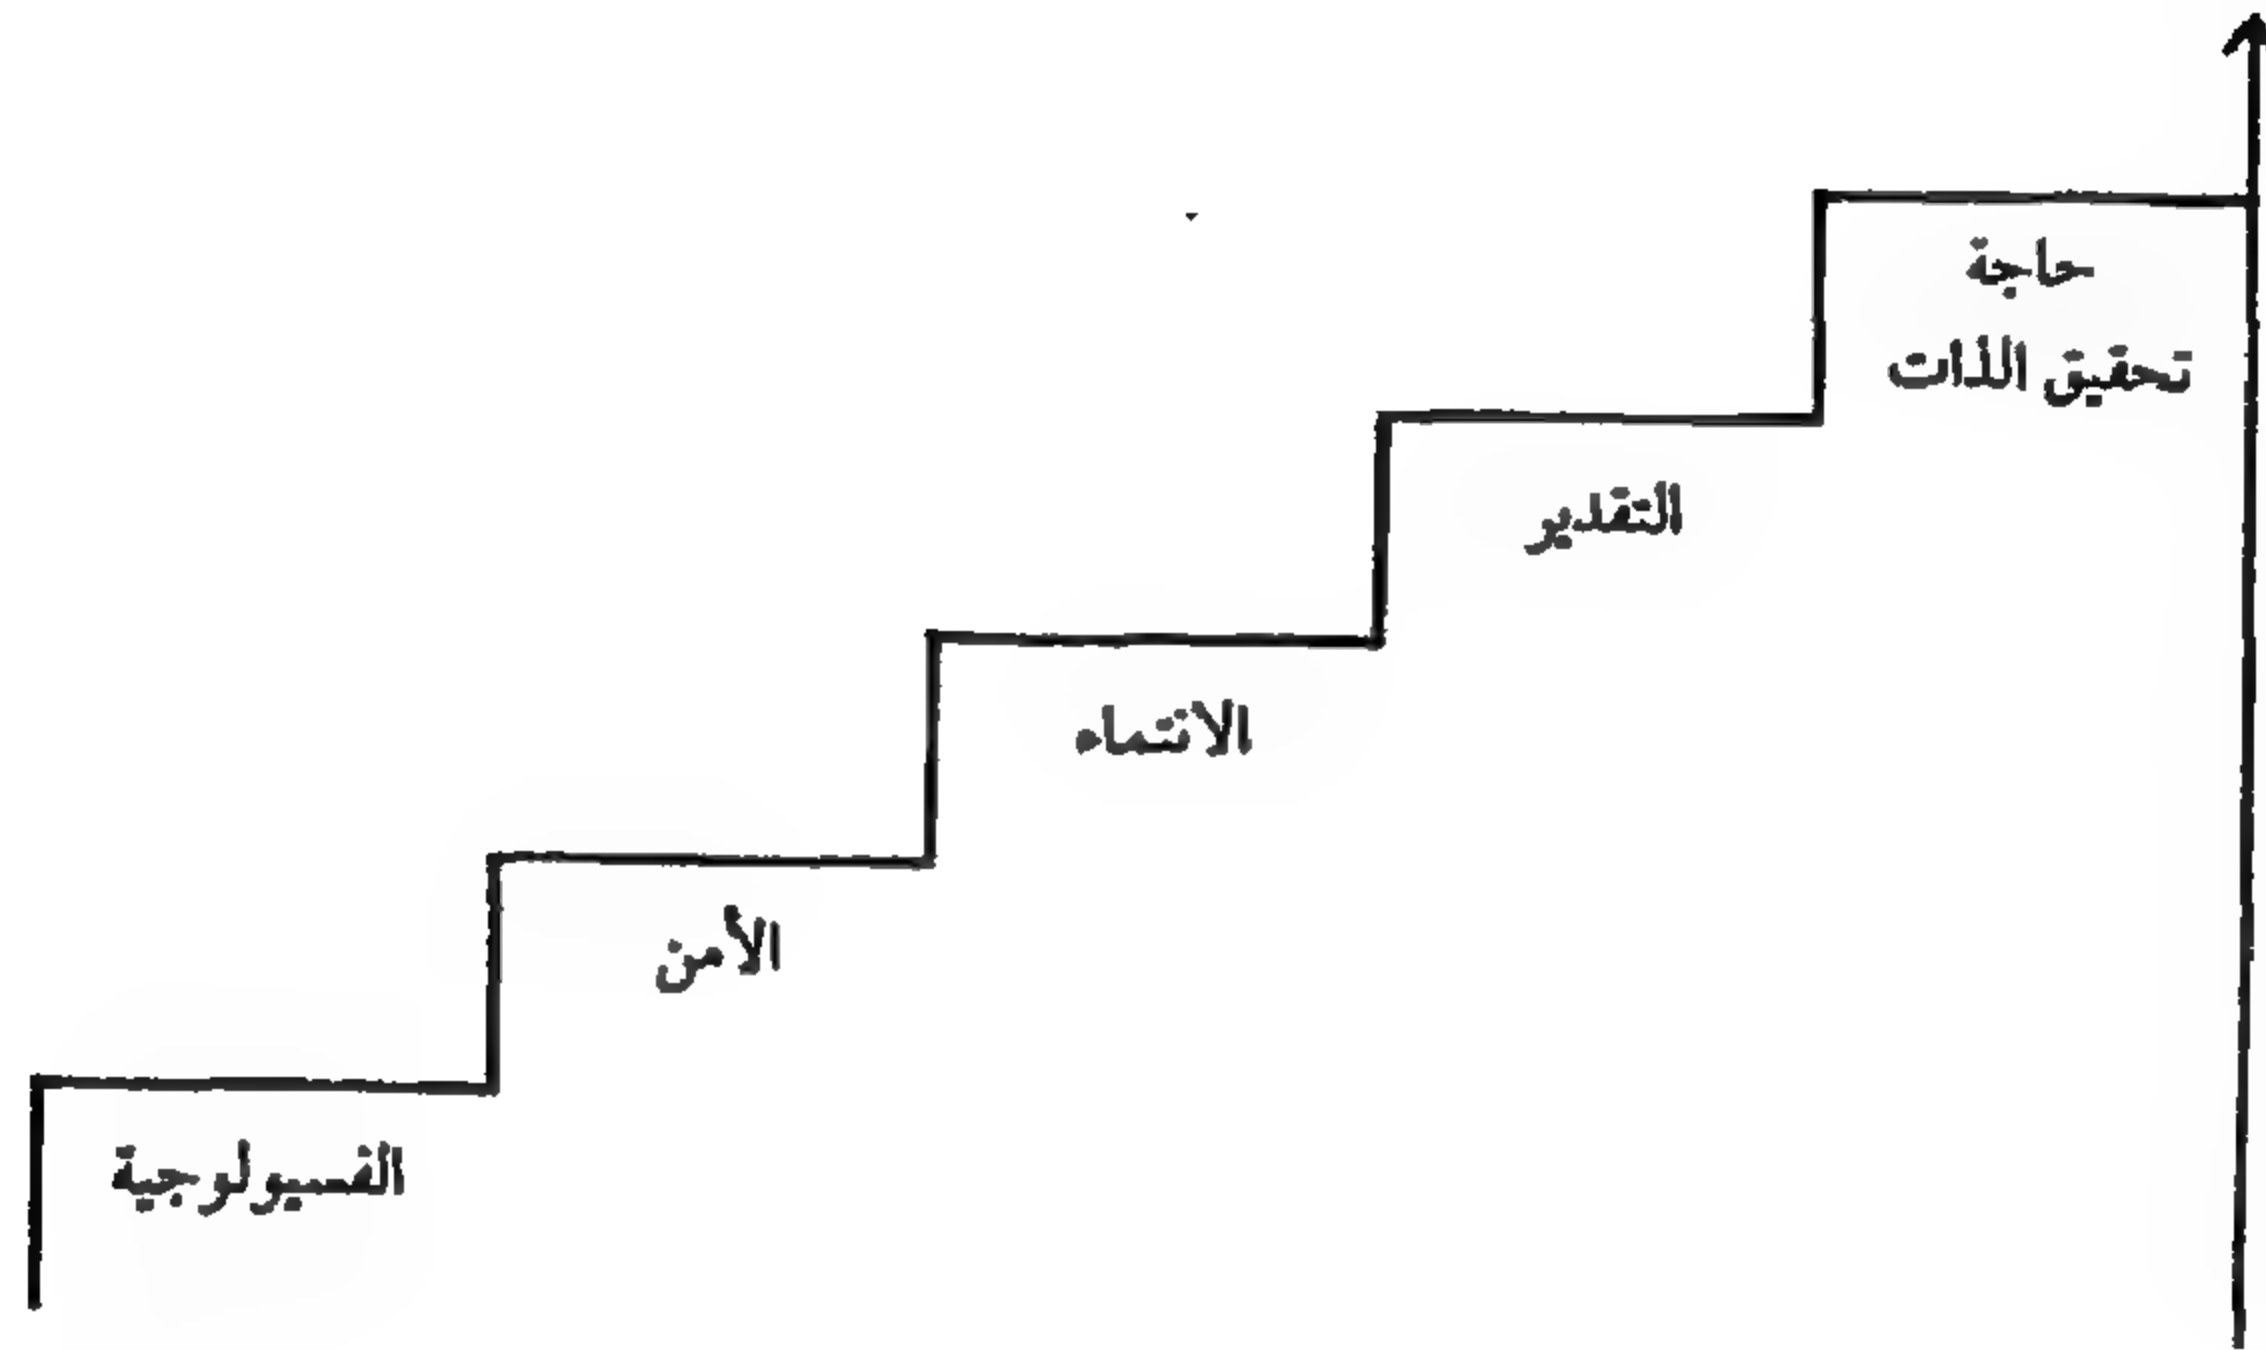 حاجة
تحقيق الذات
التقدير
الانتماء
الأمن
الفسيولوجية